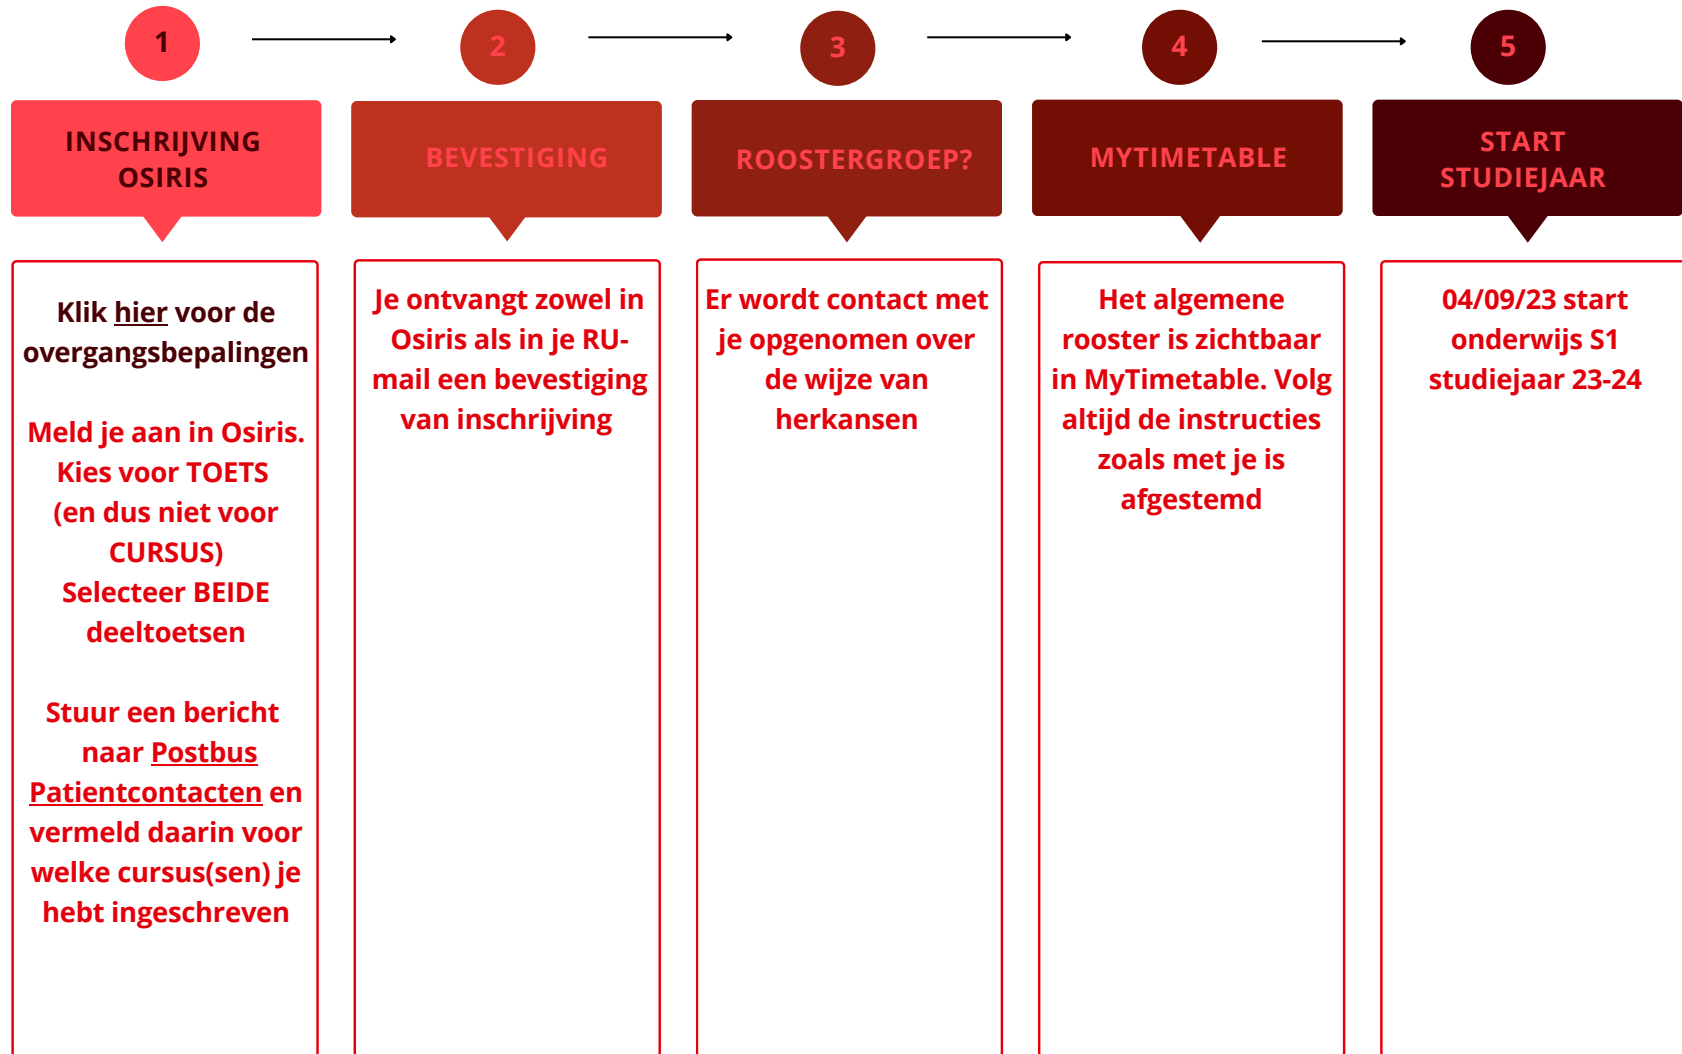 1
2
3
4
5
INSCHRIJVING
OSIRIS
BEVESTIGING
ROOSTERGROEP?
MYTIMETABLE
START
STUDIEJAAR
Klik hier voor de
overgangsbepalingen
Meld je aan in Osiris.
Kies voor TOETS
(en dus niet voor
CURSUS)
Selecteer BEIDE
deeltoetsen
Stuur een bericht
naar Postbus
Patientcontacten en
vermeld daarin voor
welke cursus(sen) je
hebt ingeschreven
Je ontvangt zowel in
Osiris als in je RU-
mail een bevestiging
van inschrijving
Er wordt contact met
je opgenomen over
de wijze van
herkansen
Het algemene
rooster is zichtbaar
in MyTimetable. Volg
altijd de instructies
zoals met je is
afgestemd
04/09/23 start
onderwijs S1
studiejaar 23-24